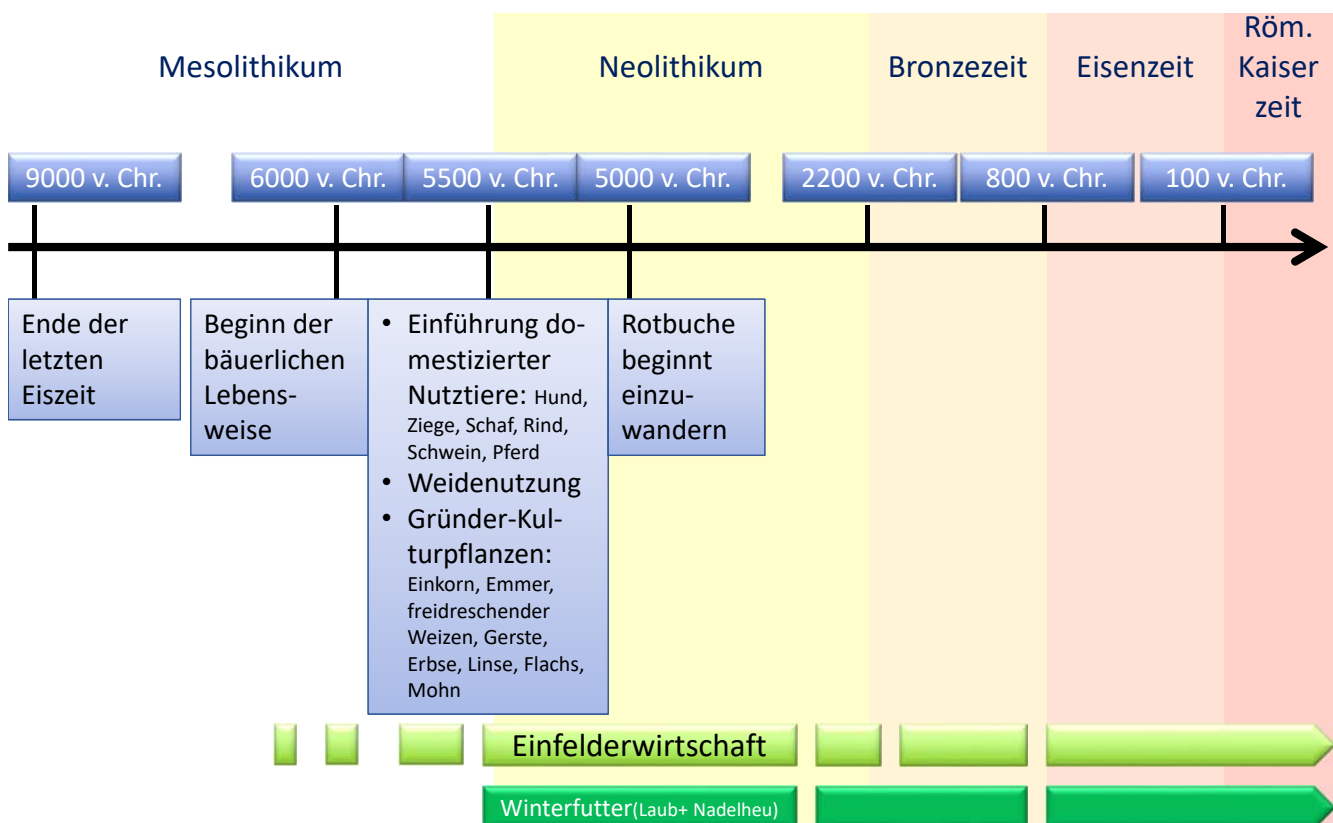 Mesolithikum
Neolithikum
Bronzezeit
Eisenzeit
Röm.
Kaiser
zeit
9000 v. Chr.
6000 v. Chr.
5500 v. Chr.
5000 v. Chr.
2200 v. Chr.
800 v. Chr.
100 v. Chr.
Ende der
letzten
Eiszeit
Beginn der
bäuerlichen
Lebens-
weise
• Einführung do-
mestizierter
Nutztiere: Hund,
Ziege, Schaf, Rind,
Schwein, Pferd
• Weidenutzung
• Gründer-Kul-
turpflanzen:
Einkorn, Emmer,
freidreschender
Weizen, Gerste,
Erbse, Linse, Flachs,
Mohn
Rotbuche
beginnt
einzu-
wandern
Einfelderwirtschaft
Winterfutter(Laub+ Nadelheu)